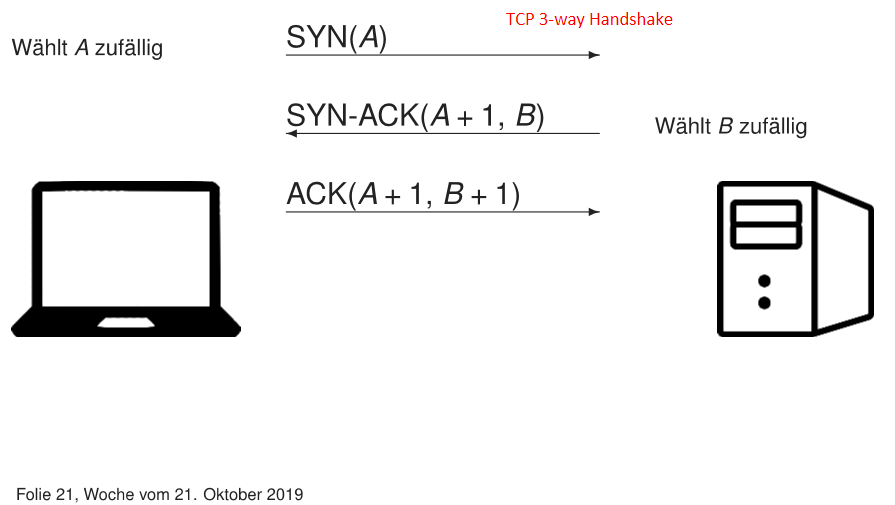 TCP 3-way Handshake
Wählt A zufällig
SYN(A)
SYN-ACK(A + 1, B)
Wählt B zufällig
ACK(A + 1, B + 1)
Folie 21, Woche vom 21. Oktober 2019